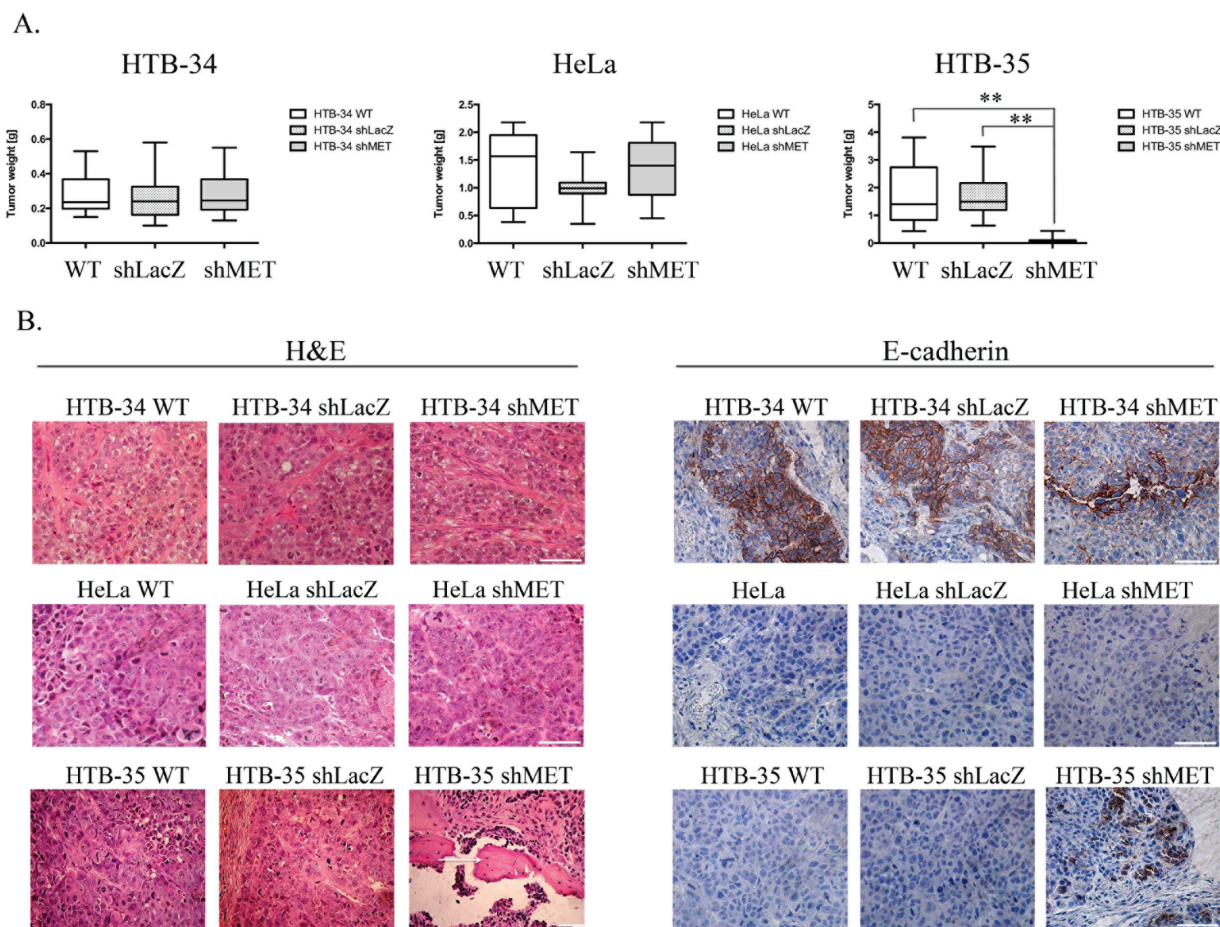 A.
HTB-34
HeLa
HTB-35
Tumor weight [g]
0.8
0.6
0.4
0.2
0.0
HTB-34 WT
HTB-34 shLacZ
HTB-34 shMET
WT shLacZ shMET
Tumor weight [g]
2.5
2.0
1.5
1.0
0.5
0.0
HeLa WT
HeLa shLacZ
HeLa shMET
WT shLacZ shMET
Tumor weight [g]
5
4
3
2
1
0
**
**
HTB-35 WT
HTB-35 shLacZ
HTB-35 shMET
WT shLacZ shMET
B.
H&E
E-cadherin
HTB-34 WT HTB-34 shLacZ HTB-34 shMET
HTB-34 WT HTB-34 shLacZ HTB-34 shMET
HeLa WT HeLa shLacZ HeLa shMET
HeLa HeLa shLacZ HeLa shMET
HTB-35 WT HTB-35 shLacZ HTB-35 shMET
HTB-35 WT HTB-35 shLacZ HTB-35 shMET